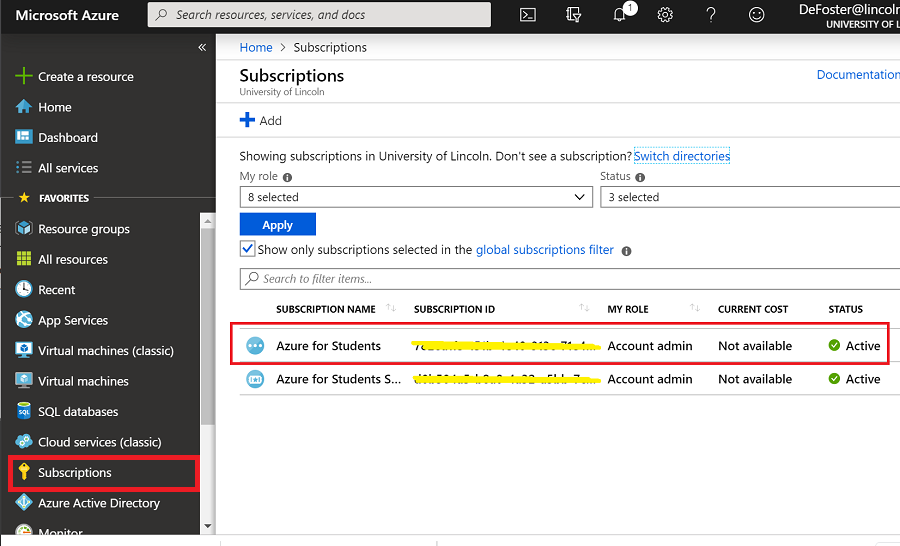 Microsoft Azure
Search resources, services, and docs
1
DeFoster@lincoln
UNIVERSITY OF L
Create a resource
Home
Dashboard
All services
FAVORITES
Resource groups
All resources
Recent
App Services
Virtual machines (classic)
Virtual machines
SQL databases
Cloud services (classic)
Subscriptions
Azure Active Directory
Monitor
Home > Subscriptions
Subscriptions
University of Lincoln
Documentation
Add
Showing subscriptions in University of Lincoln. Don't see a subscription? Switch directories
My role Status
8 selected 3 selected
Apply
Show only subscriptions selected in the global subscriptions filter
Search to filter items...
SUBSCRIPTION NAME SUBSCRIPTION ID MY ROLE CURRENT COST STATUS
Azure for Students Account admin Not available Active
Azure for Students S... Account admin Not available Active